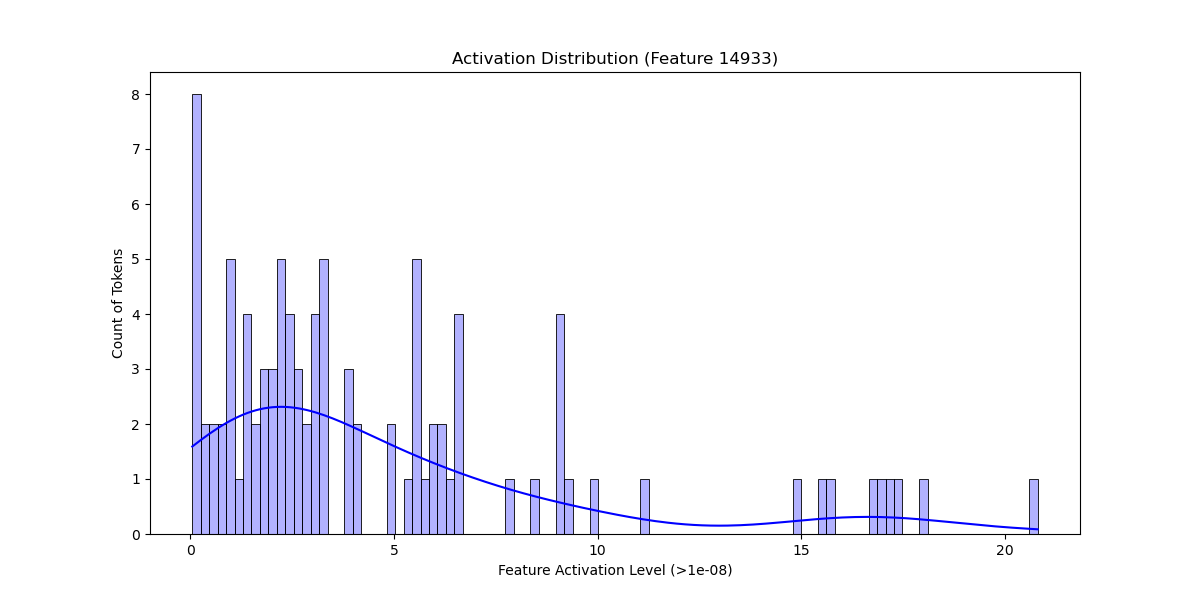 Activation Distribution (Feature 14933)
8
7
6
5
4
3
2
1
0
Count of Tokens
0 5 10 15 20
Feature Activation Level (>1e-08)